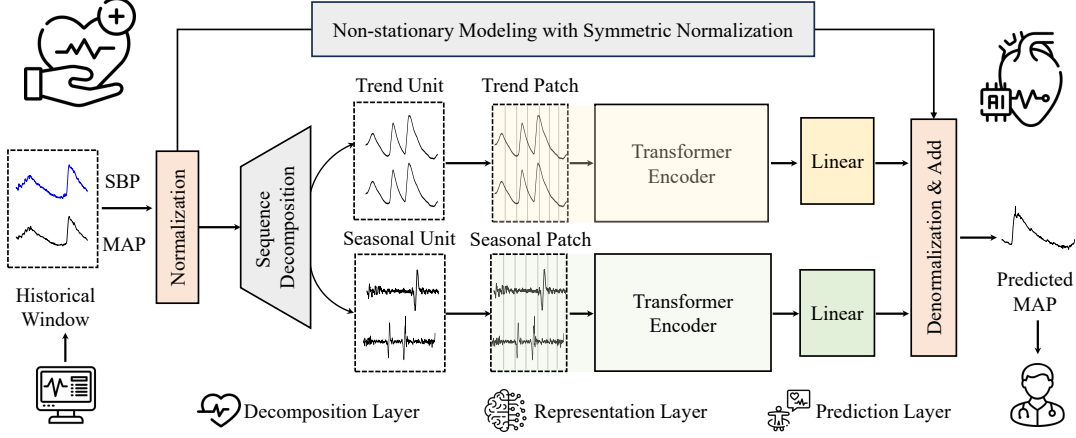 Non-stationary Modeling with Symmetric Normalization
Trend Unit
Trend Patch
SBP
MAP
Historical
Window
Normalization
Sequence
Decomposition
Transformer
Encoder
Linear
Seasonal Unit
Seasonal Patch
Transformer
Encoder
Linear
Denomalization & Add
AI
Predicted
MAP
Decomposition Layer
Representation Layer
Prediction Layer